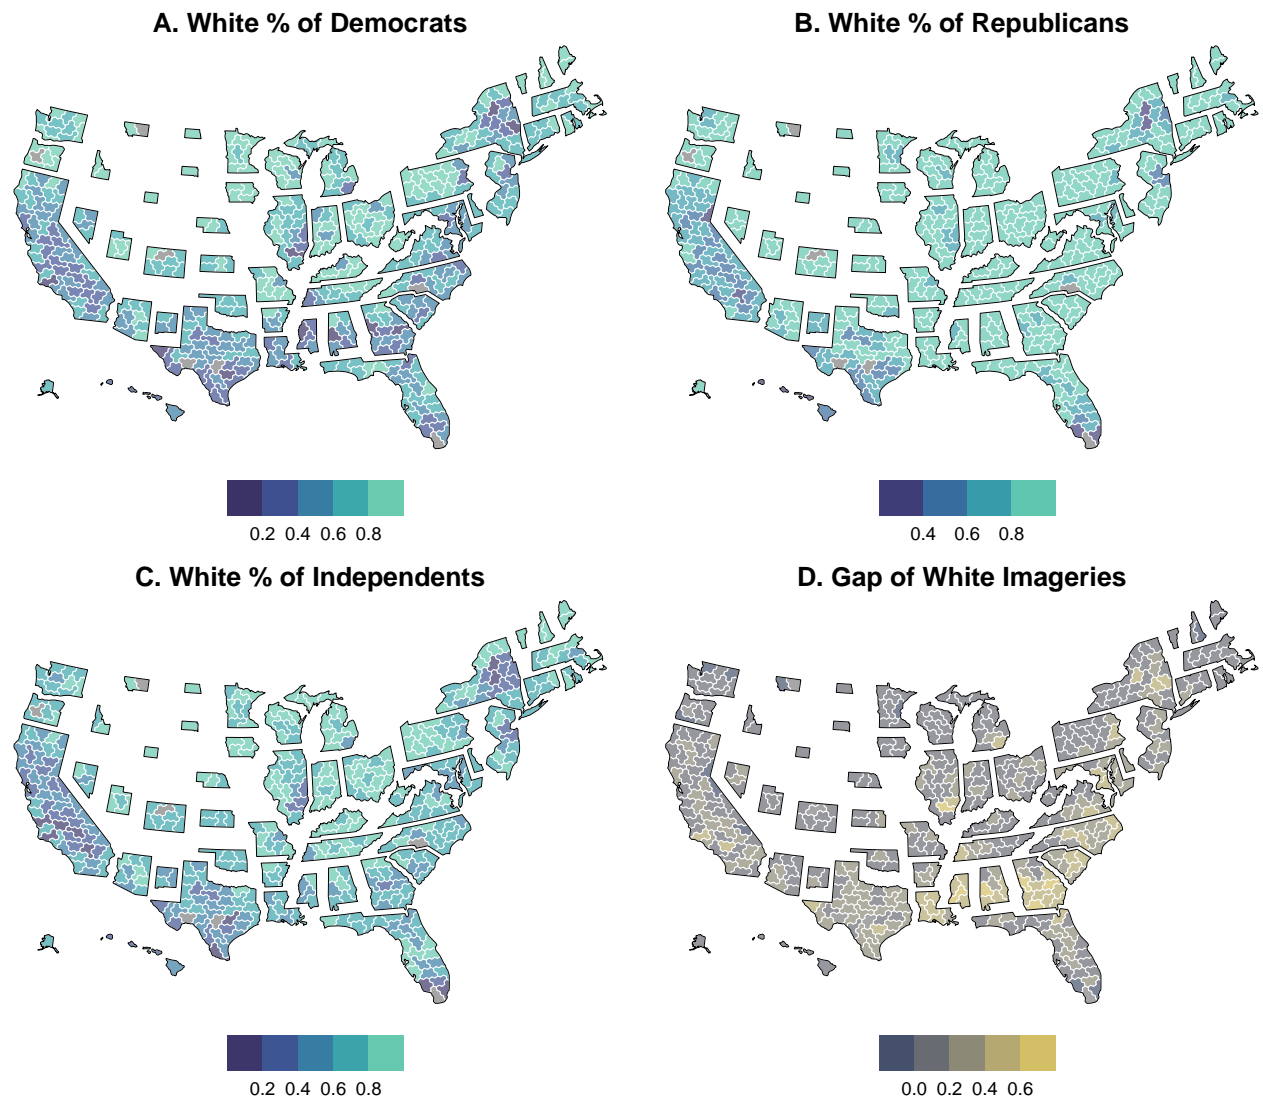 A. White % of Democrats
B. White % of Republicans
0.2 0.4 0.6 0.8
0.4 0.6 0.8
C. White % of Independents
D. Gap of White Imageries
0.2 0.4 0.6 0.8
0.0 0.2 0.4 0.6